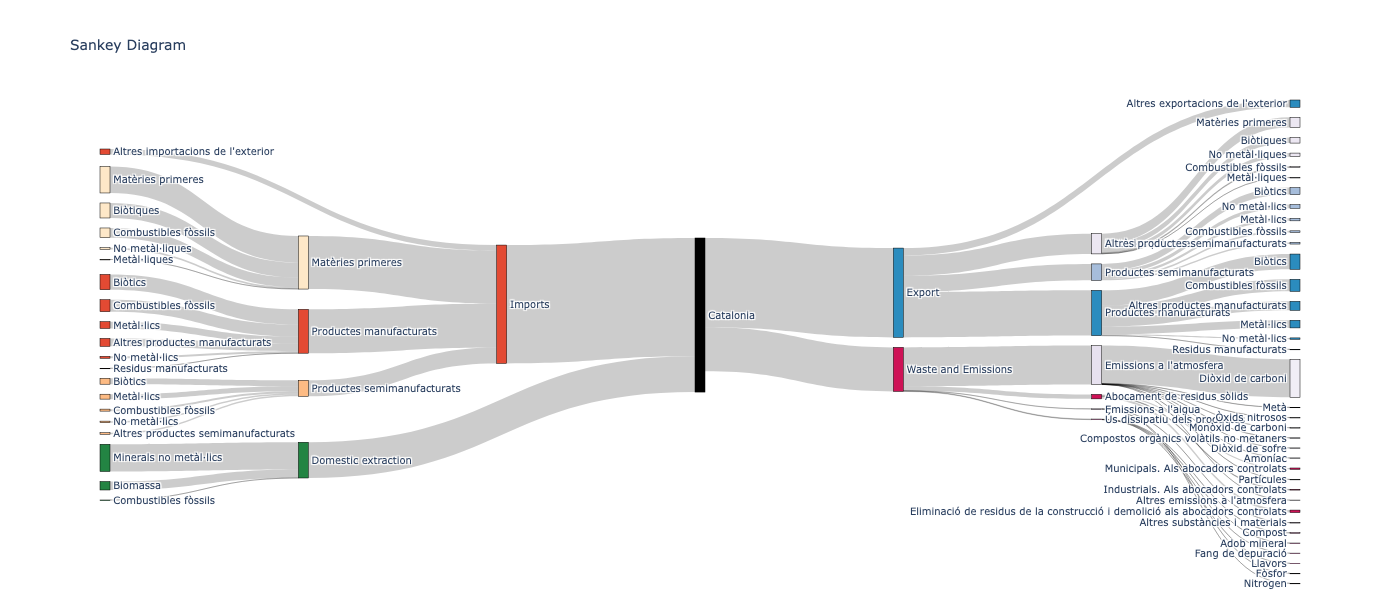 Sankey Diagram
Altres importacions de l'exterior
Matèries primeres
Biòtiques
Combustibles fòssils
No metàl·liques
Metàl·liques
Biòtics
Combustibles fòssils
Metàl·lics
Altres productes manufacturats
No metàl·lics
Residus manufacturats
Biòtics
Metàl·lics
Combustibles fòssils
No metàl·lics
Altres productes semimanufacturats
Minerals no metàl·lics
Biomassa
Combustibles fòssils
Matèries primeres
Productes manufacturats
Productes semimanufacturats
Domestic extraction
Imports
Catalonia
Export
Waste and Emissions
Altres productes semimanufacturats
Productes semimanufacturats
Productes manufacturats
Emissions a l'atmosfera
Abocament de residus sòlids
Emissions a l'aigua
Ús dissipatiu dels
Altres exportacions de l'exterior
Matèries primeres
Biòtiques
No metàl·liques
Combustibles fòssils
Metàl·liques
Biòtics
No metàl·lics
Metàl·lics
Combustibles fòssils
Biòtics
Combustibles fòssils
Altres productes manufacturats
Metàl·lics
No metàl·lics
Residus manufacturats
Diòxid de carboni
Metà
Òxids nitrosos
Monòxid de carboni
Compostos orgànics volàtils no metaners
Diòxid de sofre
Amoníac
Municipals. Als abocadors controlats
Partícules
Industrials. Als abocadors controlats
Altres emissions a l'atmosfera
Eliminació de residus de la construcció i demolició als abocadors controlats
Altres substàncies i materials
Compost
Adob mineral
Fang de depuració
Llavors
Fòsfor
Nitrogen